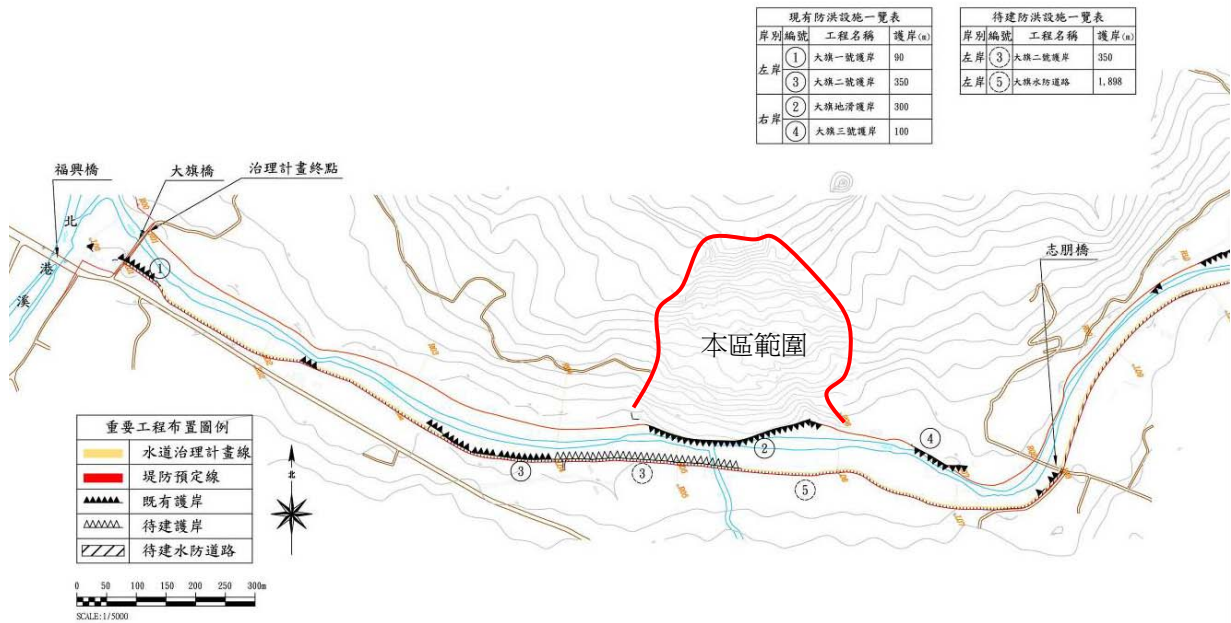 現有防洪設施一覽表
岸別 編號 工程名稱 護岸(m)
左岸 ① 大旗一號護岸 90
③ 大旗二號護岸 350
右岸 ② 大旗地滑護岸 300
④ 大旗三號護岸 100
待建防洪設施一覽表
岸別 編號 工程名稱 護岸(m)
左岸 ③ 大旗二號護岸 350
左岸 ⑤ 大旗水防道路 1,898
福興橋
大旗橋
治理計畫終點
北
港
溪
①
志朋橋
本區範圍
②
④
③
③
⑤
重要工程布置圖例
水道治理計畫線
堤防預定線
既有護岸
待建護岸
待建水防道路
北
0 50 100 150 200 250 300m
SCALE:1/5000